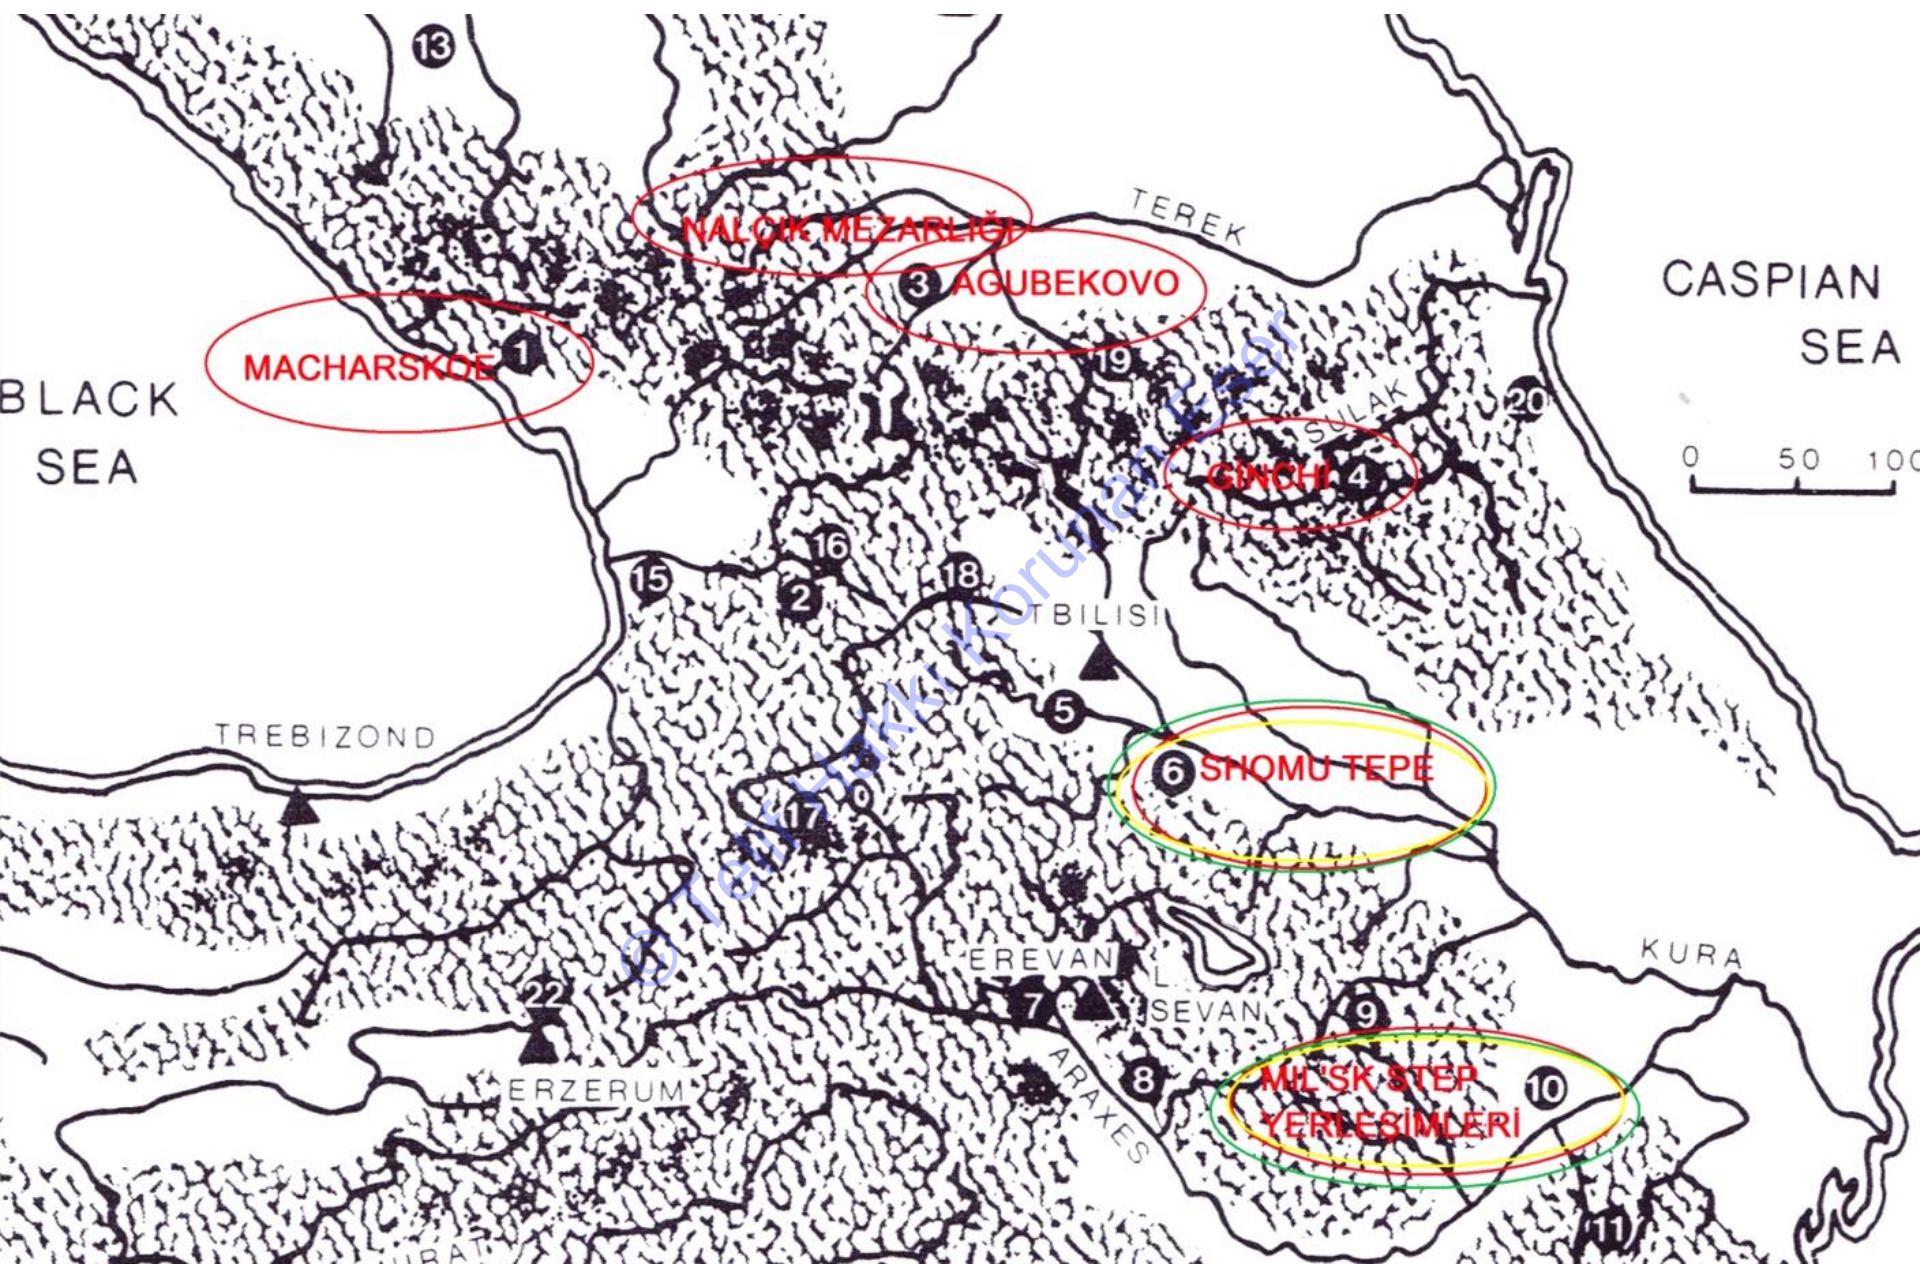 13
NALÇIK MEZARLIĞI
TEREK
3 AGUBEKOVO
CASPIAN
SEA
MACHARSKOE 1
19
BLACK
SEA
20
SULAK
GİNCHİ 4
0 50 100
16
15
2
18
TBILISI
5
TREBIZOND
6 SHOMU TEPE
17
EREVAN
KURA
L.
SEVAN
22
7
9
ERZERUM
ARAXES
8
MIL'SK STEP
YERLEŞİMLERİ
10
11
© Telif Hakkı Korunan Eser